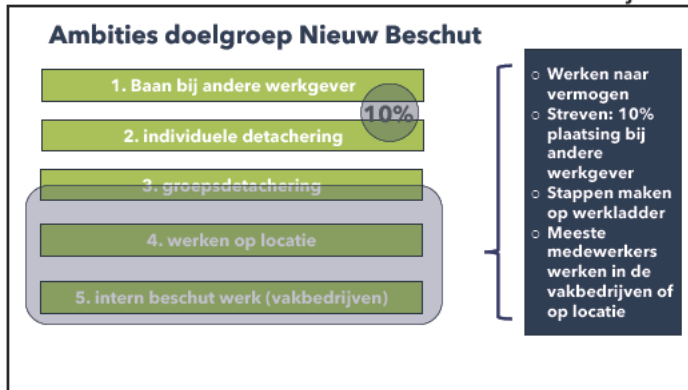 Ambities doelgroep Nieuw Beschut
1. Baan bij andere werkgever
10%
2. individuele detachering
3. groepsdetachering
4. werken op locatie
5. intern beschut werk (vakbedrijven)
○ Werken naar
vermogen
○ Streven: 10%
plaatsing bij
andere
werkgever
○ Stappen maken
op werkladder
○ Meeste
medewerkers
werken in de
vakbedrijven of
op locatie